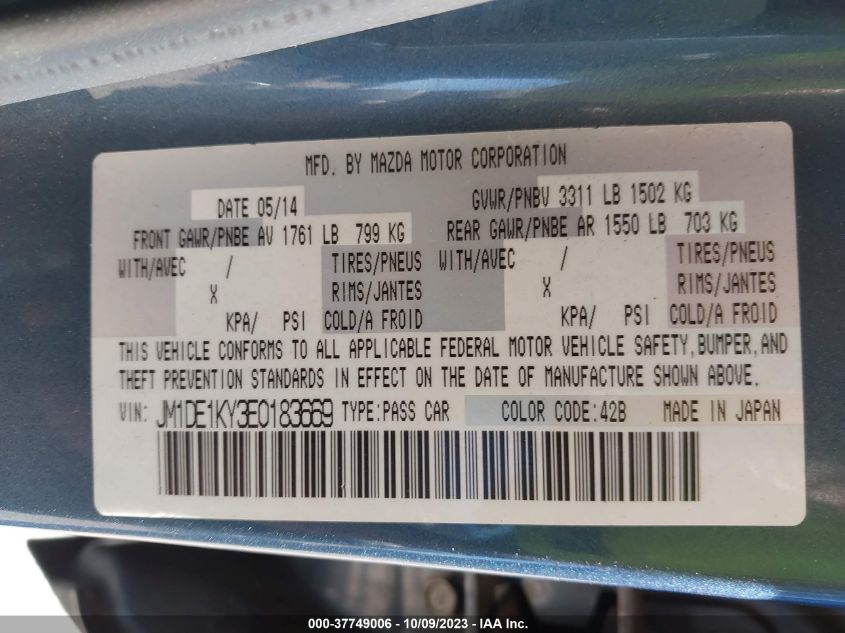 MFD. BY MAZDA MOTOR CORPORATION
DATE 05/14 GVWR/PNBV 3311 LB 1502 KG
FRONT GAWR/PNBE AV 1761 LB 799 KG REAR GAWR/PNBE AR 1550 LB 703 KG
WITH/AVEC / TIRES/PNEUS WITH/AVEC / TIRES/PNEUS
X RIMS/JANTES X RIMS/JANTES
KPA/ PSI COLD/A FROID KPA/ PSI COLD/A FROID
THIS VEHICLE CONFORMS TO ALL APPLICABLE FEDERAL MOTOR VEHICLE SAFETY, BUMPER, AND
THEFT PREVENTION STANDARDS IN EFFECT ON THE DATE OF MANUFACTURE SHOWN ABOVE.
VIN: JM1DE1KY3E0183669 TYPE:PASS CAR COLOR CODE:42B MADE IN JAPAN
000-37749006 - 10/09/2023 - IAA Inc.